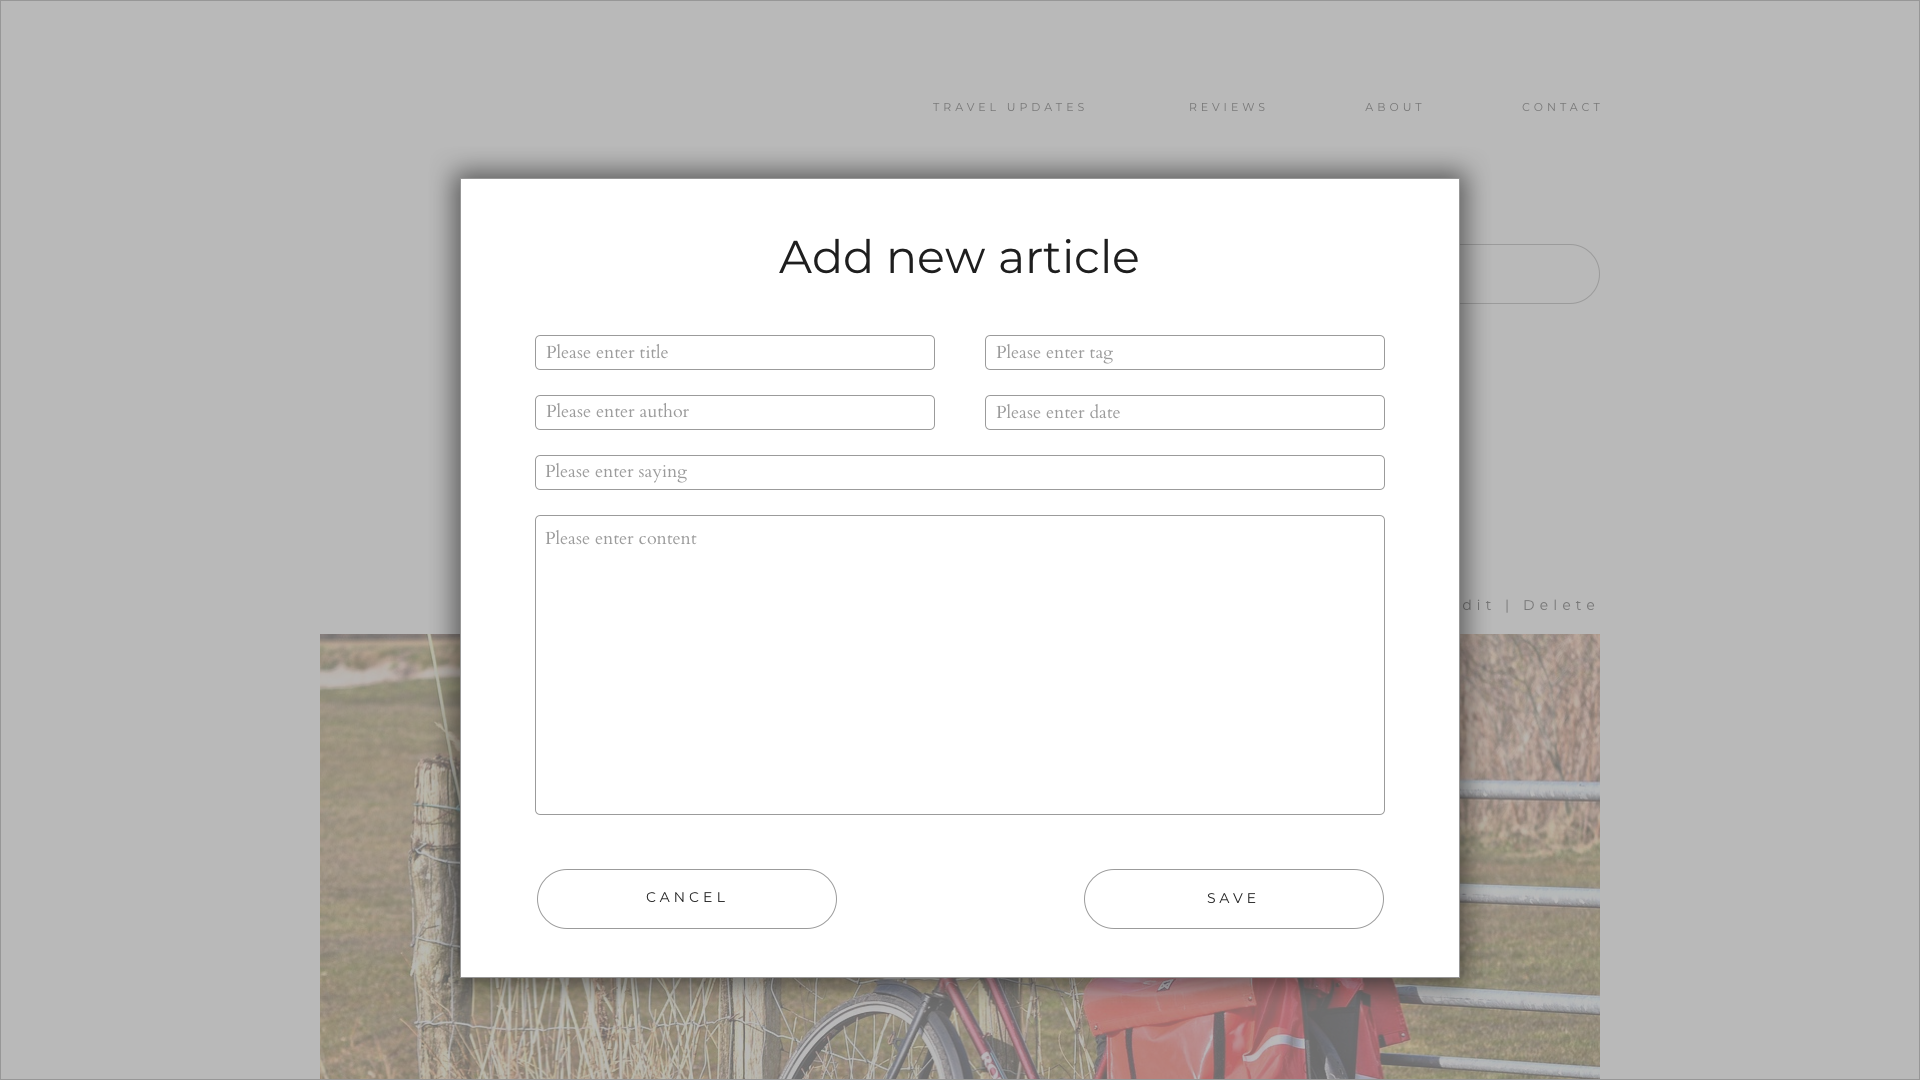 TRAVEL UPDATES REVIEWS ABOUT CONTACT
Add new article
Please enter title Please enter tag
Please enter author Please enter date
Please enter saying
Please enter content
dit | Delete
CANCEL SAVE